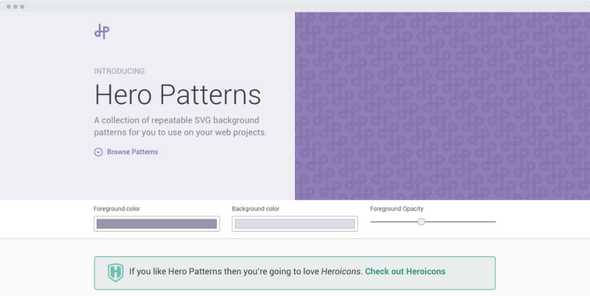 INTRODUCING
Hero Patterns
A collection of repeatable SVG background
patterns for you to use on your web projects.
Browse Patterns
Foreground color
Background color
Foreground Opacity
If you like Hero Patterns then you're going to love Heroicons. Check out Heroicons